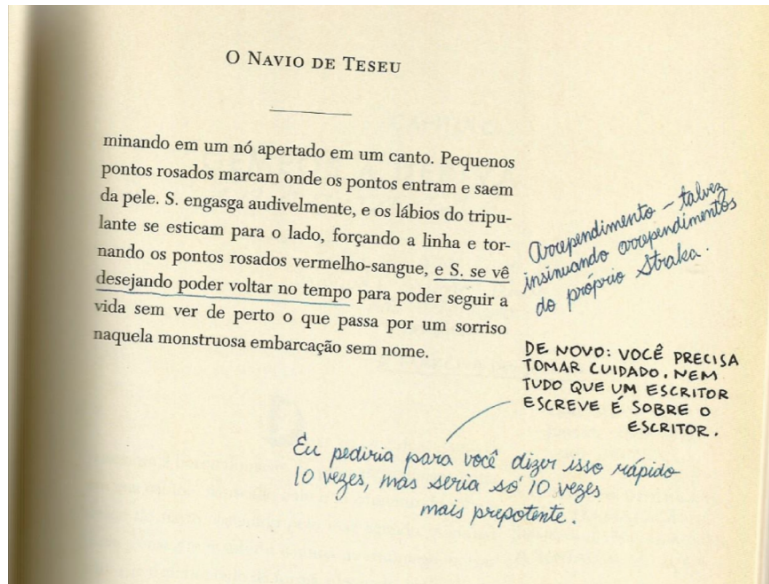 O NAVIO DE TESEU
minando em um nó apertado em um canto. Pequenos
pontos rosados marcam onde os pontos entram e saem
da pele. S. engasga audivelmente, e os lábios do tripu-
lante se esticam para o lado, forçando a linha e tor-
nando os pontos rosados vermelho-sangue, e S. se vê
desejando poder voltar no tempo para poder seguir a
vida sem ver de perto o que passa por um sorriso
naquela monstruosa embarcação sem nome.
Arrependimento – talvez
insinuando arrependimentos
do próprio Straka.
DE NOVO: VOCÊ PRECISA
TOMAR CUIDADO. NEM
TUDO QUE UM ESCRITOR
ESCREVE É SOBRE O
ESCRITOR.
Eu pediria para você dizer isso rápido
10 vezes, mas seria só 10 vezes
mais prepotente.